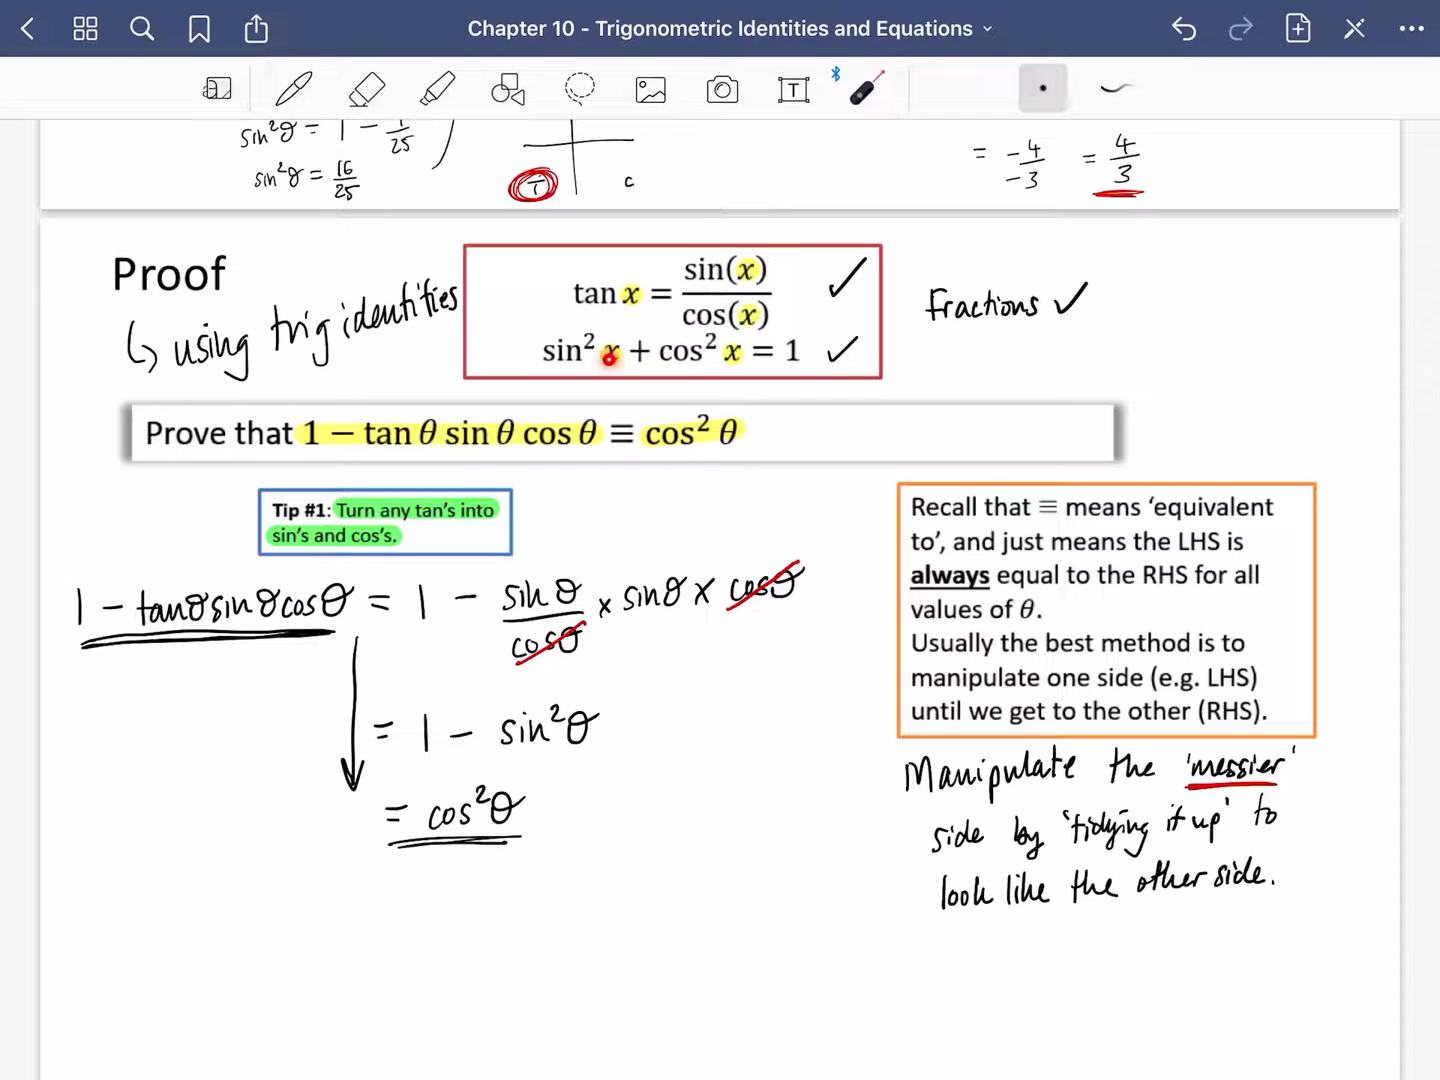 Chapter 10 - Trigonometric Identities and Equations
sin²θ = 1 - 1/25
sin²θ = 16/25
T
c
= -4/-3 = 4/3
Proof
↳ using trig identities
tan x = sin(x)/cos(x) ✓
sin² x + cos² x = 1 ✓
Fractions ✓
Prove that 1 − tan θ sin θ cos θ ≡ cos² θ
Tip #1: Turn any tan's into
sin's and cos's.
1 - tanθ sinθ cosθ = 1 - sinθ/cosθ × sinθ × cosθ
= 1 - sin²θ
= cos²θ
Recall that ≡ means ‘equivalent
to’, and just means the LHS is
always equal to the RHS for all
values of θ.
Usually the best method is to
manipulate one side (e.g. LHS)
until we get to the other (RHS).
Manipulate the 'messier'
side by 'tidying it up' to
look like the other side.